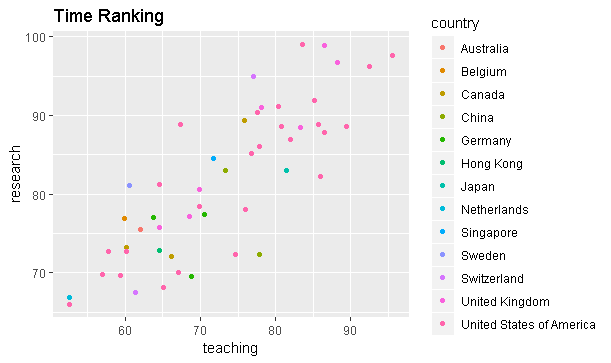 Time Ranking
100
90
80
70
research
60
70
80
90
teaching
country
Australia
Belgium
Canada
China
Germany
Hong Kong
Japan
Netherlands
Singapore
Sweden
Switzerland
United Kingdom
United States of America